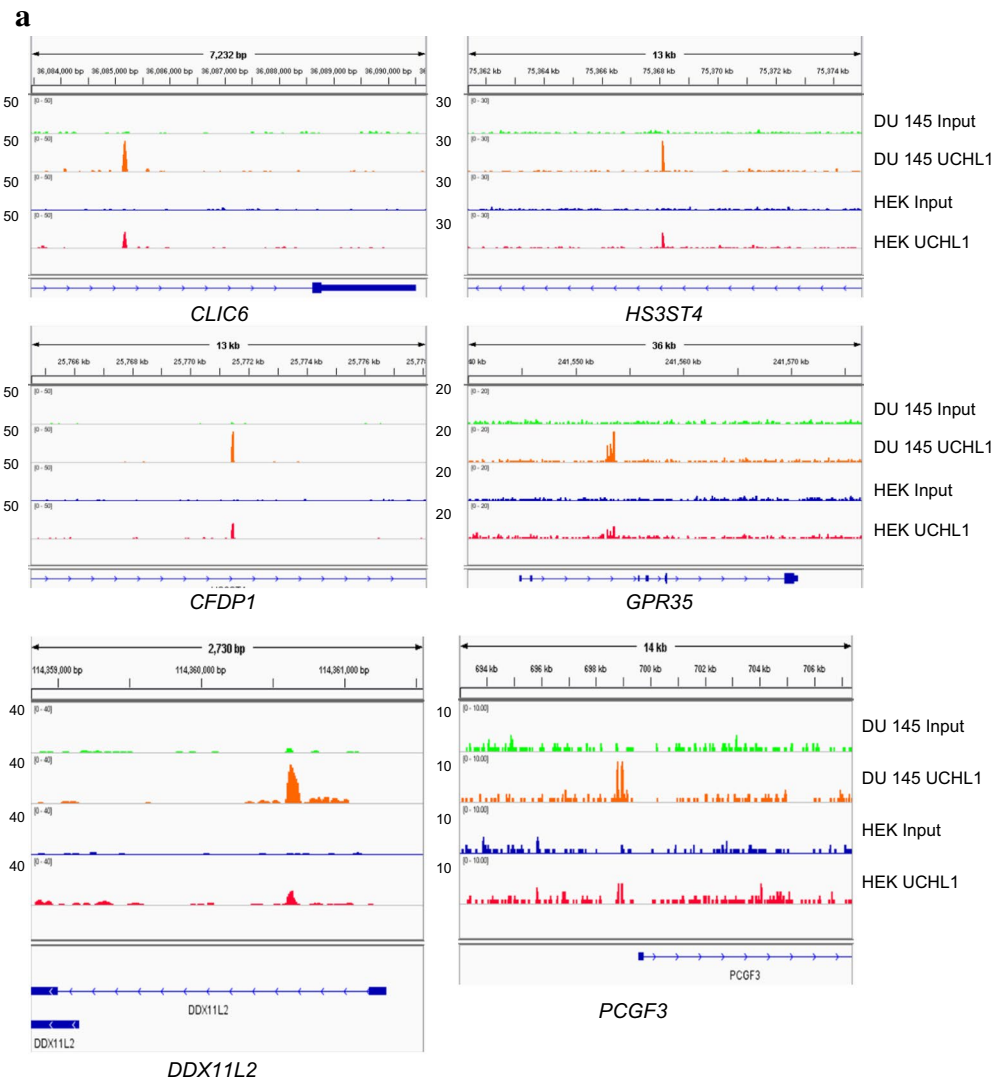 a
7,232 bp
36,084,000 bp 36,085,000 bp 36,086,000 bp 36,087,000 bp 36,088,000 bp 36,089,000 bp 36,090,000 bp
50 [0 - 50]
50 [0 - 50]
50 [0 - 50]
50 [0 - 50]
CLIC6
13 kb
75,362 kb 75,364 kb 75,366 kb 75,368 kb 75,370 kb 75,372 kb 75,374 kb
30 [0 - 30] DU 145 Input
30 [0 - 30] DU 145 UCHL1
30 [0 - 30] HEK Input
30 [0 - 30] HEK UCHL1
HS3ST4
13 kb
25,766 kb 25,768 kb 25,770 kb 25,772 kb 25,774 kb 25,776 kb
50 [0 - 50]
50 [0 - 50]
50 [0 - 50]
50 [0 - 50]
CFDP1
36 kb
241,550 kb 241,560 kb 241,570 kb
20 [0 - 20] DU 145 Input
20 [0 - 20] DU 145 UCHL1
20 [0 - 20] HEK Input
20 [0 - 20] HEK UCHL1
GPR35
2,730 bp
114,359,000 bp 114,360,000 bp 114,361,000 bp
40 [0 - 40]
40 [0 - 40]
40 [0 - 40]
40 [0 - 40]
DDX11L2
DDX11L2
DDX11L2
14 kb
694 kb 696 kb 698 kb 700 kb 702 kb 704 kb 706 kb
10 [0 - 10.00] DU 145 Input
10 [0 - 10.00] DU 145 UCHL1
10 [0 - 10.00] HEK Input
10 [0 - 10.00] HEK UCHL1
PCGF3
PCGF3